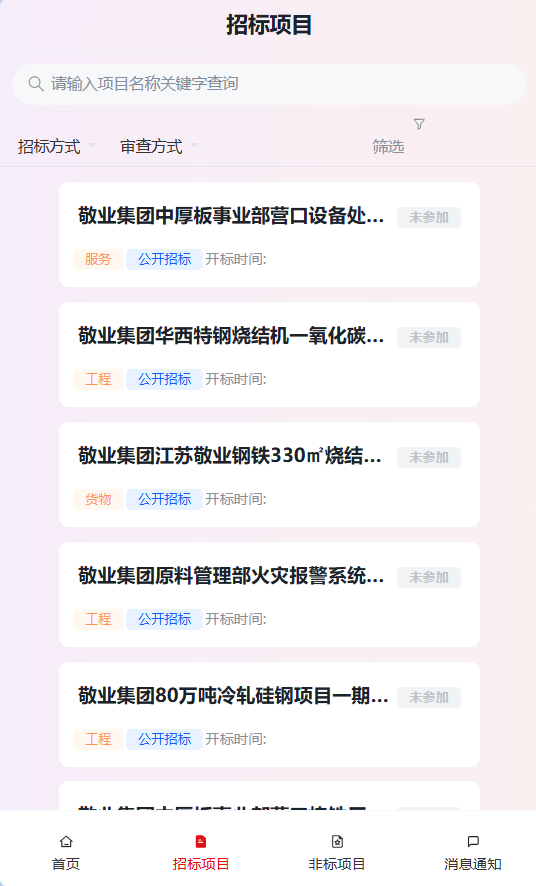 招标项目
请输入项目名称关键字查询
招标方式 审查方式 筛选
敬业集团中厚板事业部营口设备处... 未参加
服务 公开招标 开标时间:
敬业集团华西特钢烧结机一氧化碳... 未参加
工程 公开招标 开标时间:
敬业集团江苏敬业钢铁330㎡烧结... 未参加
货物 公开招标 开标时间:
敬业集团原料管理部火灾报警系统... 未参加
工程 公开招标 开标时间:
敬业集团80万吨冷轧硅钢项目一期... 未参加
工程 公开招标 开标时间:
首页 招标项目 非标项目 消息通知